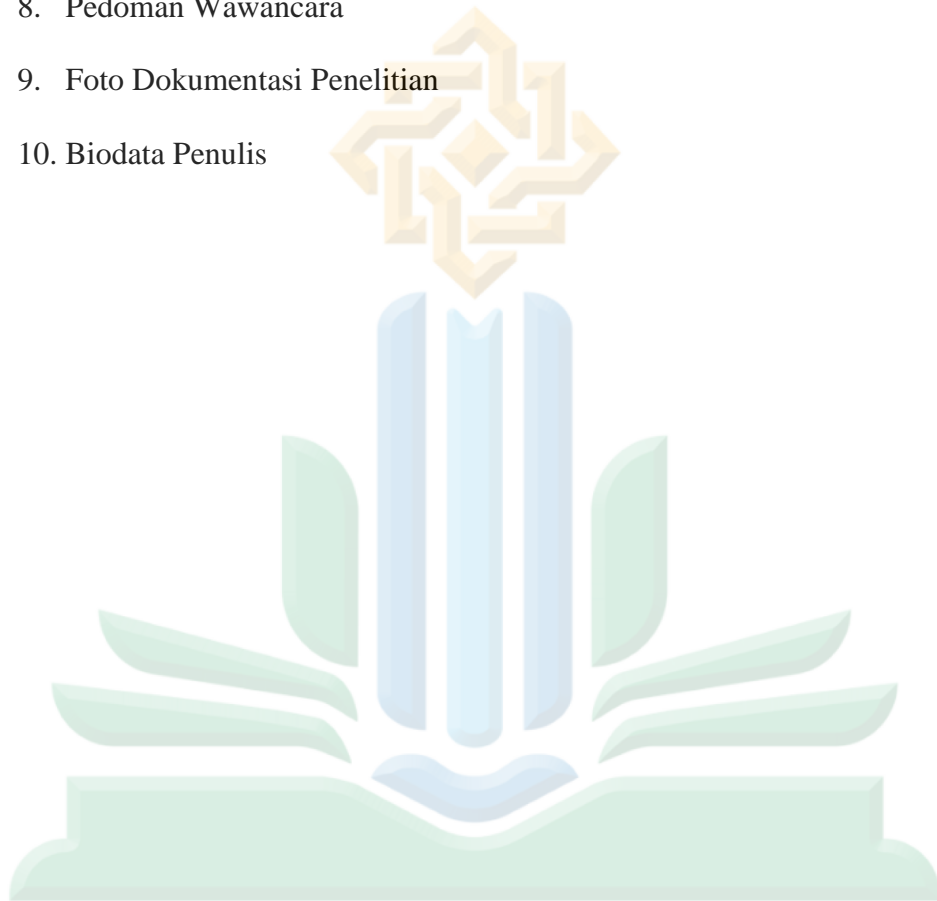 8. Pedoman Wawancara
9. Foto Dokumentasi Penelitian
10. Biodata Penulis